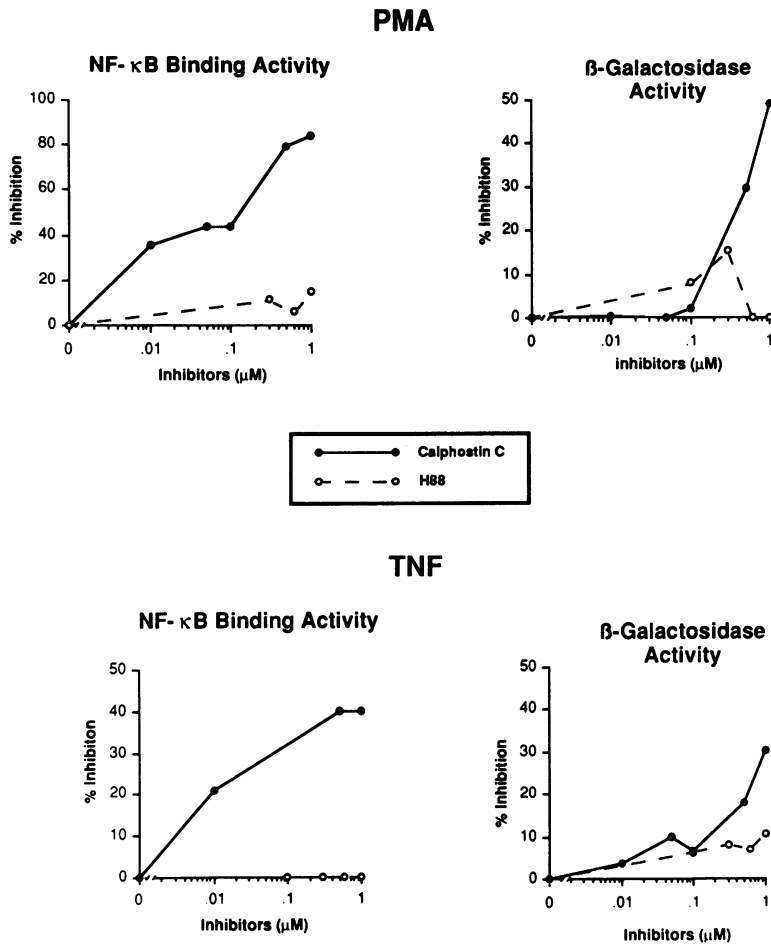 PMA
NF- κB Binding Activity
100
80
60
40
20
0
% Inhibition
0
.01
.1
1
Inhibitors (µM)
ß-Galactosidase
Activity
50
40
30
20
10
0
% Inhibition
0
.01
.1
1
inhibitors (µM)
Calphostin C
H88
TNF
NF- κB Binding Activity
50
40
30
20
10
0
% Inhibiton
0
.01
.1
1
Inhibitors (µM)
ß-Galactosidase
Activity
50
40
30
20
10
0
% Inhibition
0
.01
.1
1
Inhibitors (µM)